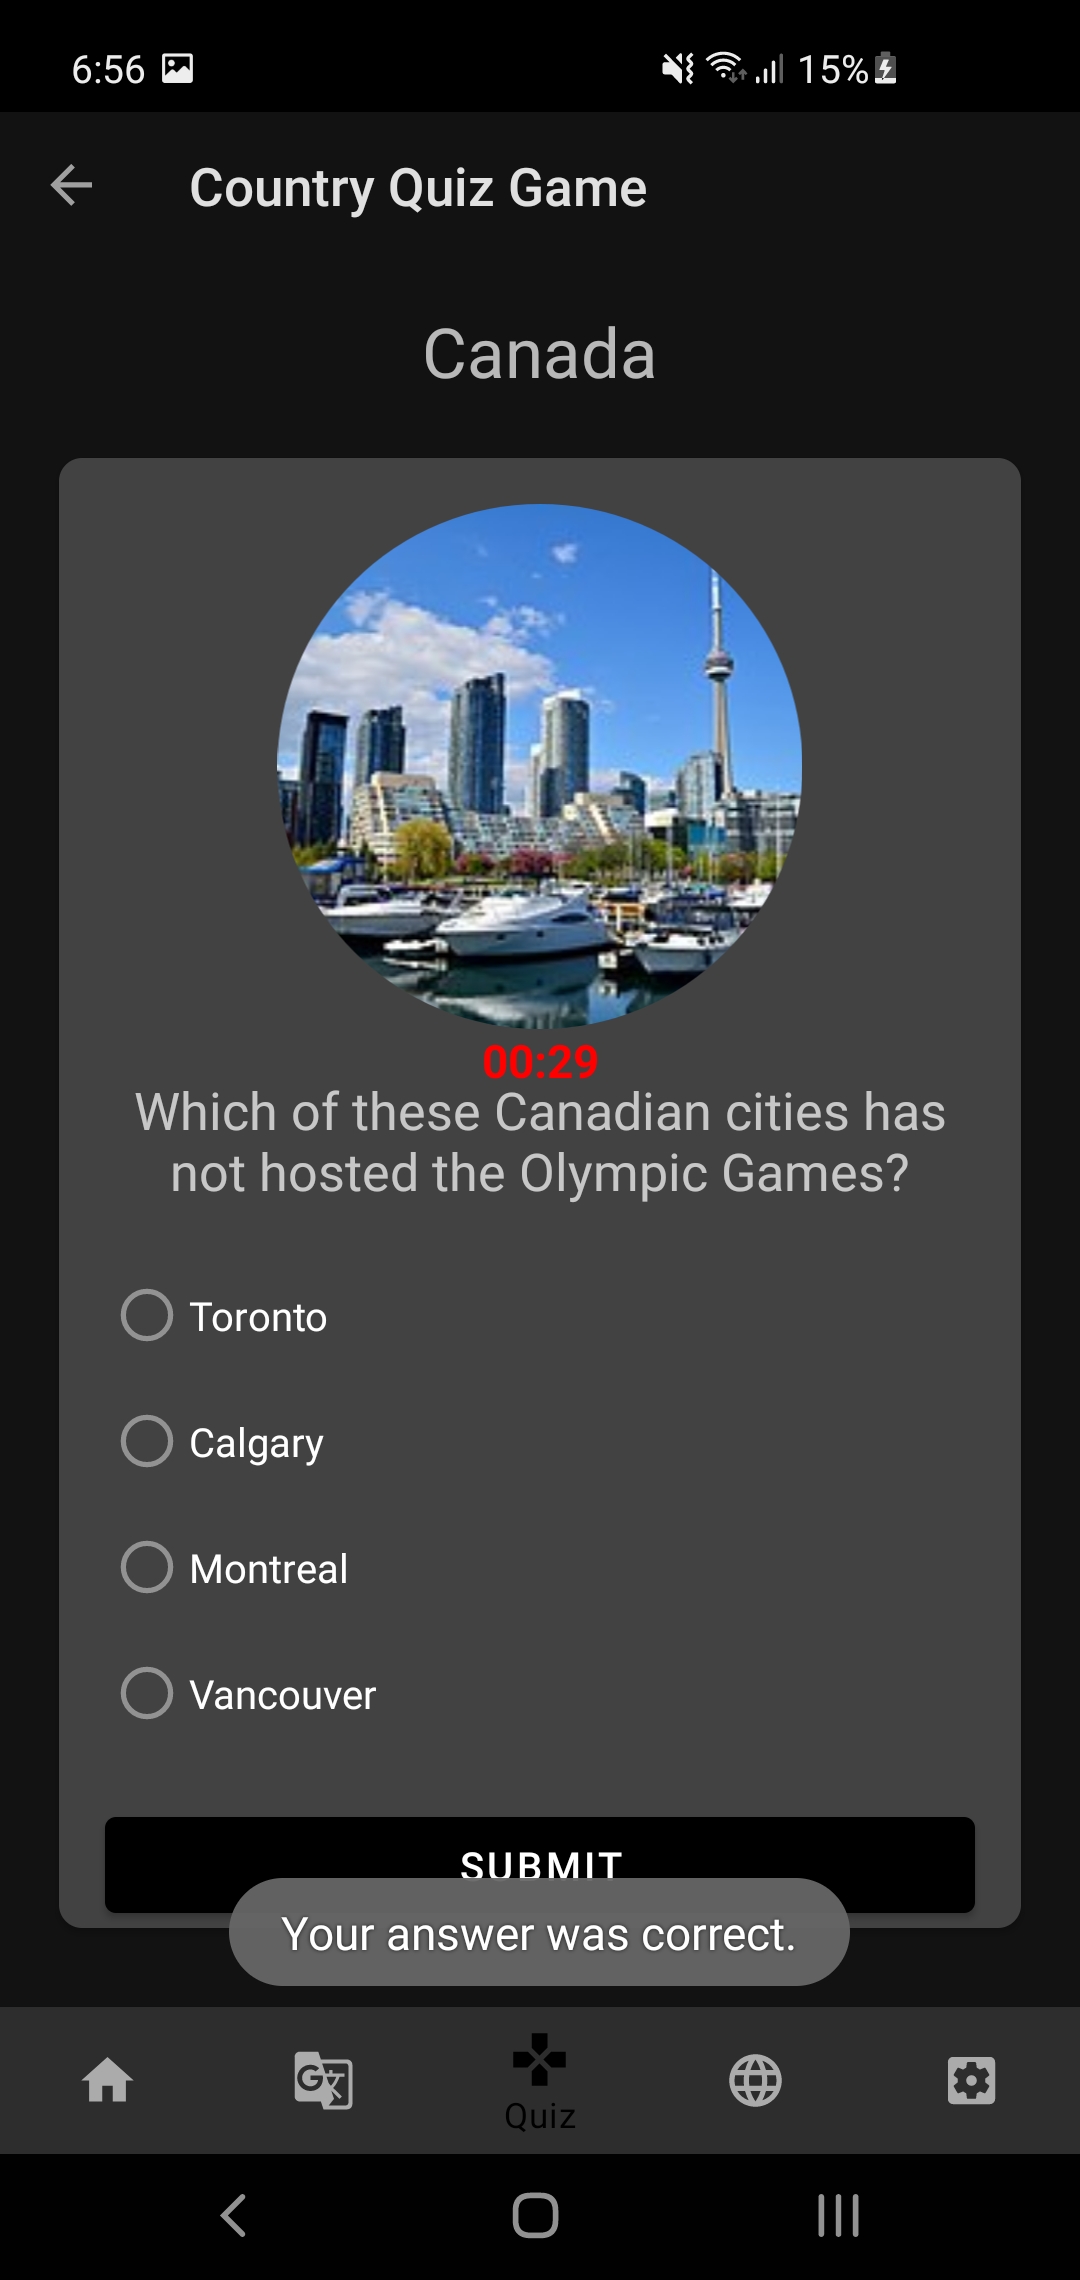 6:56 15%
Country Quiz Game
Canada
00:29
Which of these Canadian cities has
not hosted the Olympic Games?
Toronto
Calgary
Montreal
Vancouver
SUBMIT
Your answer was correct.
Quiz